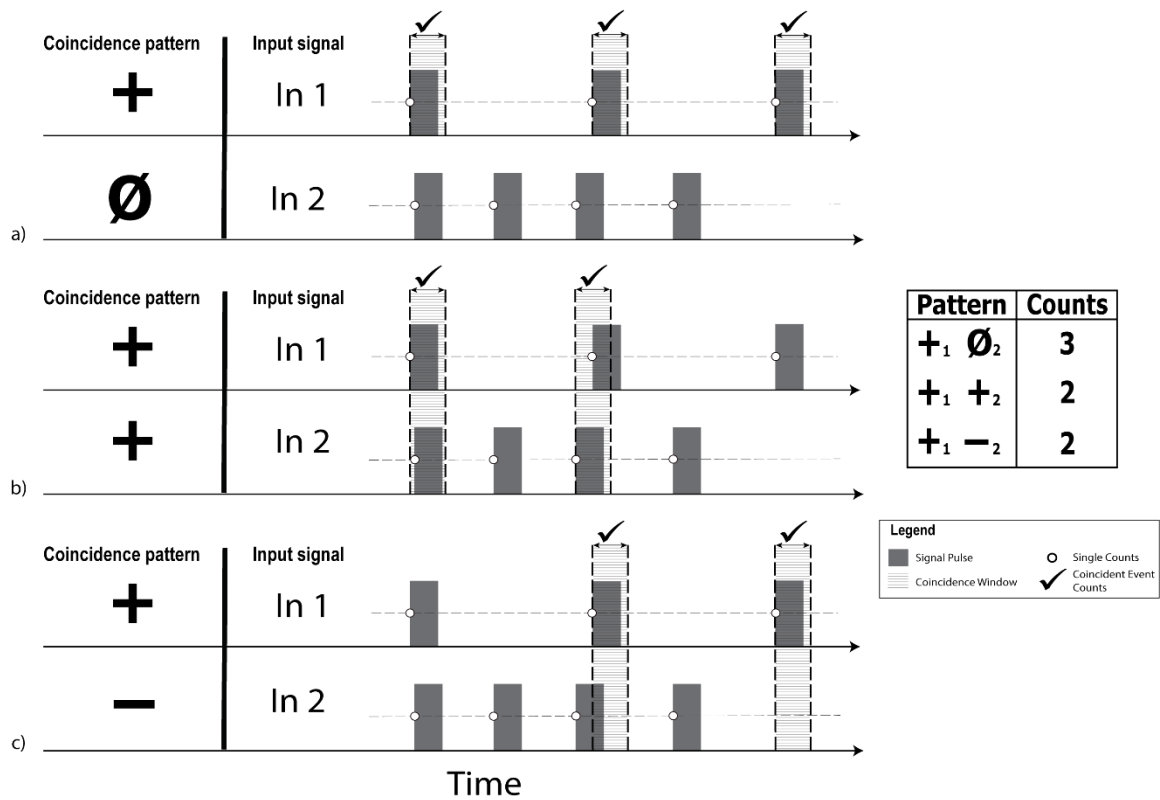 Coincidence pattern Input signal
+ In 1
Ø In 2
a)
Coincidence pattern Input signal
+ In 1
+ In 2
b)
Pattern Counts
+₁ Ø₂ 3
+₁ +₂ 2
+₁ −₂ 2
Legend
Signal Pulse Single Counts
Coincidence Window Coincident Event
Counts
Coincidence pattern Input signal
+ In 1
− In 2
c)
Time